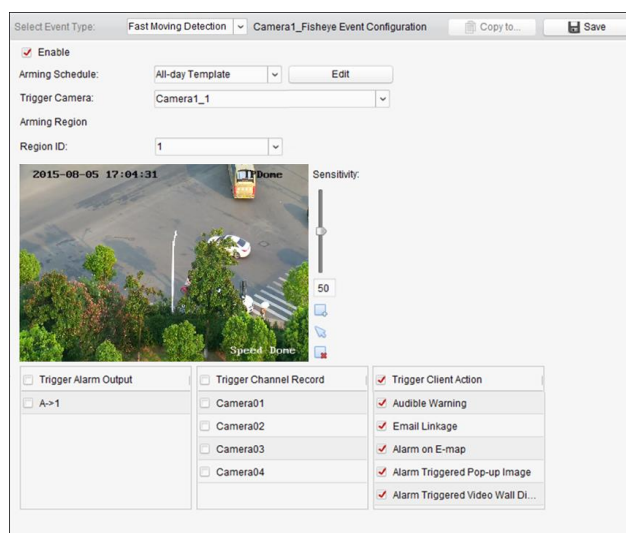 Select Event Type: Fast Moving Detection Camera1_Fisheye Event Configuration Copy to... Save
Enable
Arming Schedule: All-day Template Edit
Trigger Camera: Camera1_1
Arming Region
Region ID: 1
2015-08-05 17:04:31 IPDome Sensitivity:
50
Speed Dome
Trigger Alarm Output Trigger Channel Record Trigger Client Action
A->1 Camera01 Audible Warning
Camera02 Email Linkage
Camera03 Alarm on E-map
Camera04 Alarm Triggered Pop-up Image
Alarm Triggered Video Wall Di...